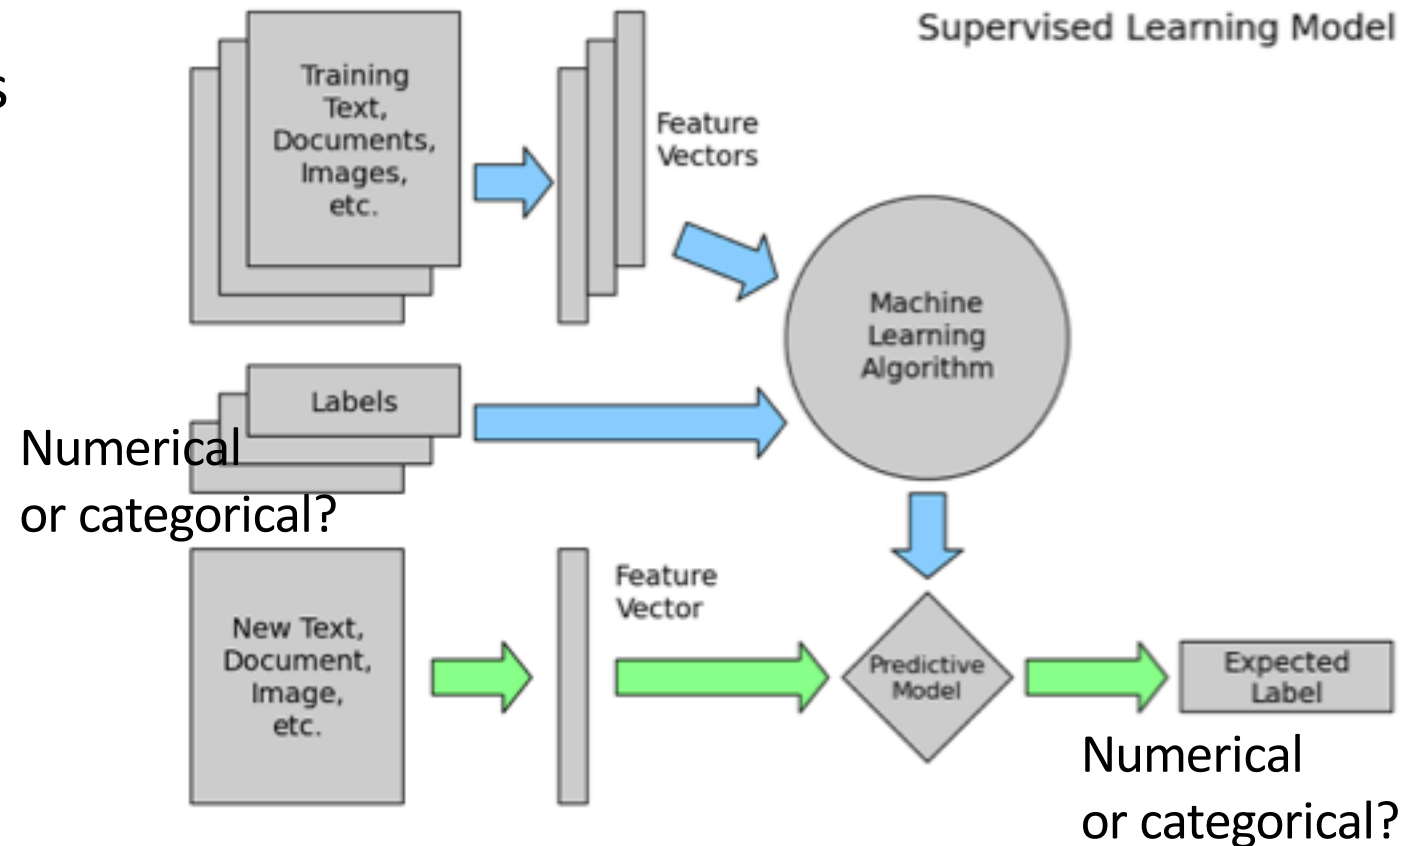 Supervised Learning Model
s
Training
Text,
Documents,
Images,
etc.
Feature
Vectors
Machine
Learning
Algorithm
Labels
Numerical
or categorical?
New Text,
Document,
Image,
etc.
Feature
Vector
Predictive
Model
Expected
Label
Numerical
or categorical?